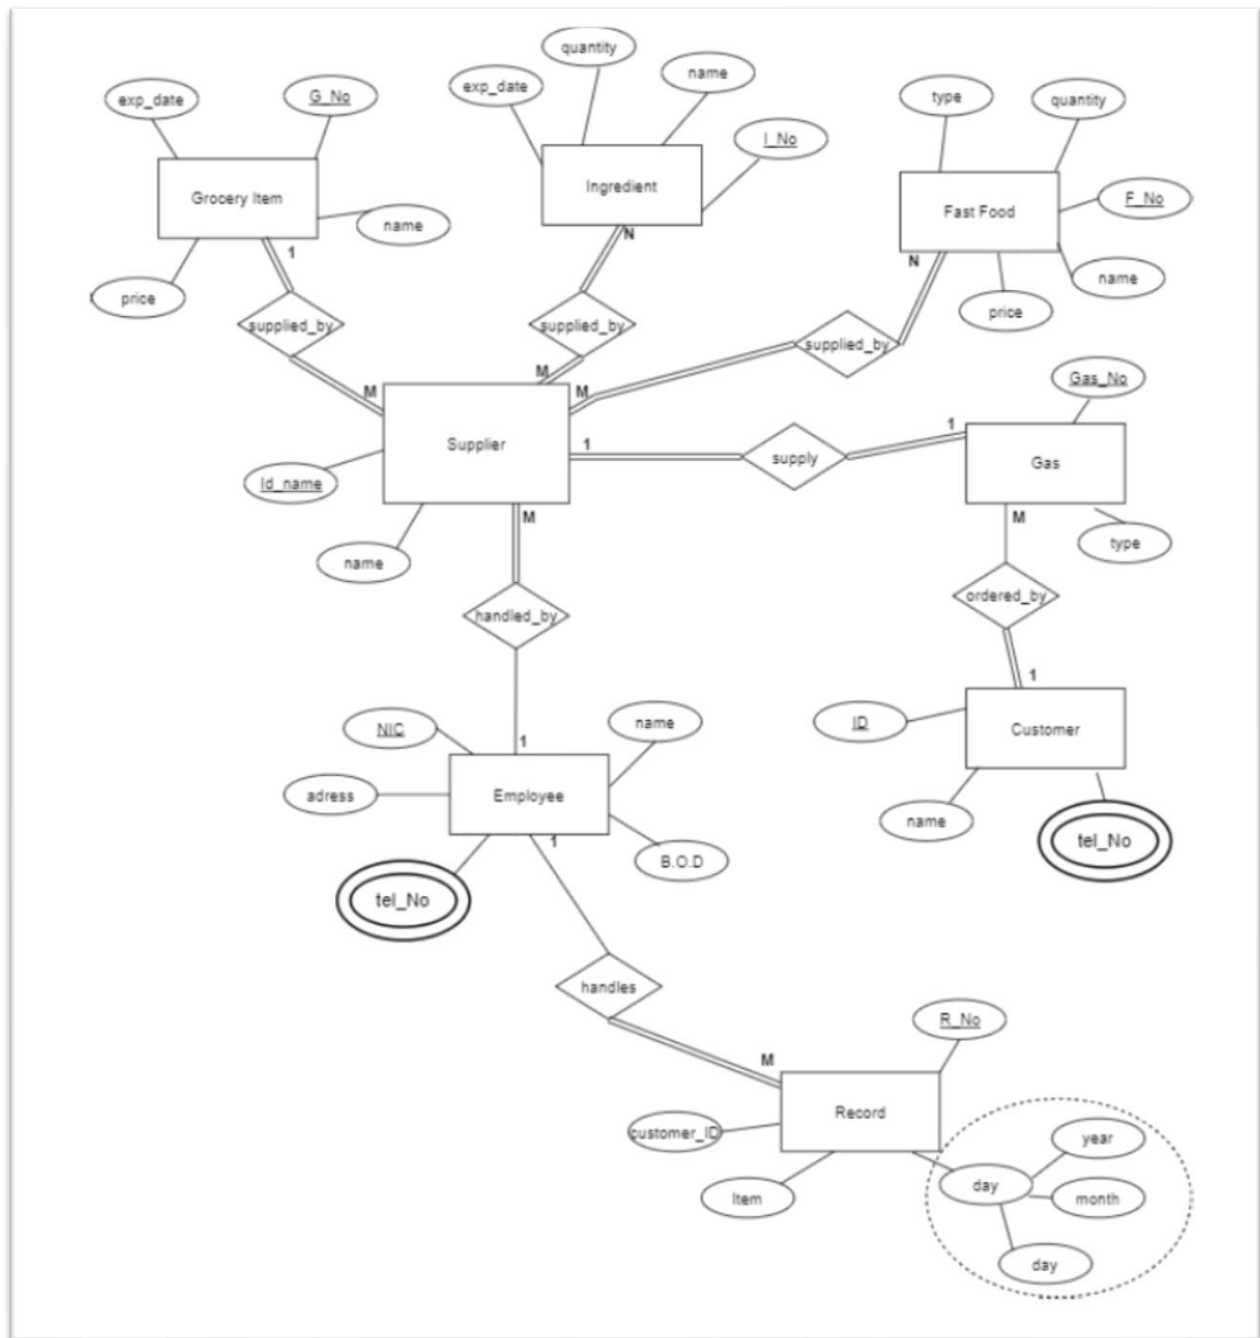 quantity
name
exp_date
G_No
exp_date
type
quantity
I_No
Grocery Item
Ingredient
Fast Food
F_No
name
N
1
N
name
price
price
supplied_by
supplied_by
supplied_by
M
M
M
Gas_No
Supplier
1
supply
1
Gas
Id_name
M
M
name
type
handled_by
ordered_by
1
NIC
name
ID
Customer
1
adress
Employee
name
tel_No
1
B.O.D
tel_No
handles
R_No
M
Record
customer_ID
year
Item
day
month
day